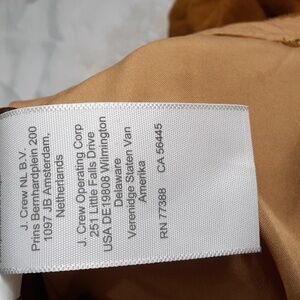 J. Crew NL B.V.
Prins Bernhardplein 200
1097 JB Amsterdam,
Netherlands
J. Crew Operating Corp
251 Little Falls Drive
USA DE19808 Wilmington
Delaware
Verenidge Staten Van
Amerika
RN 77388 CA 56445